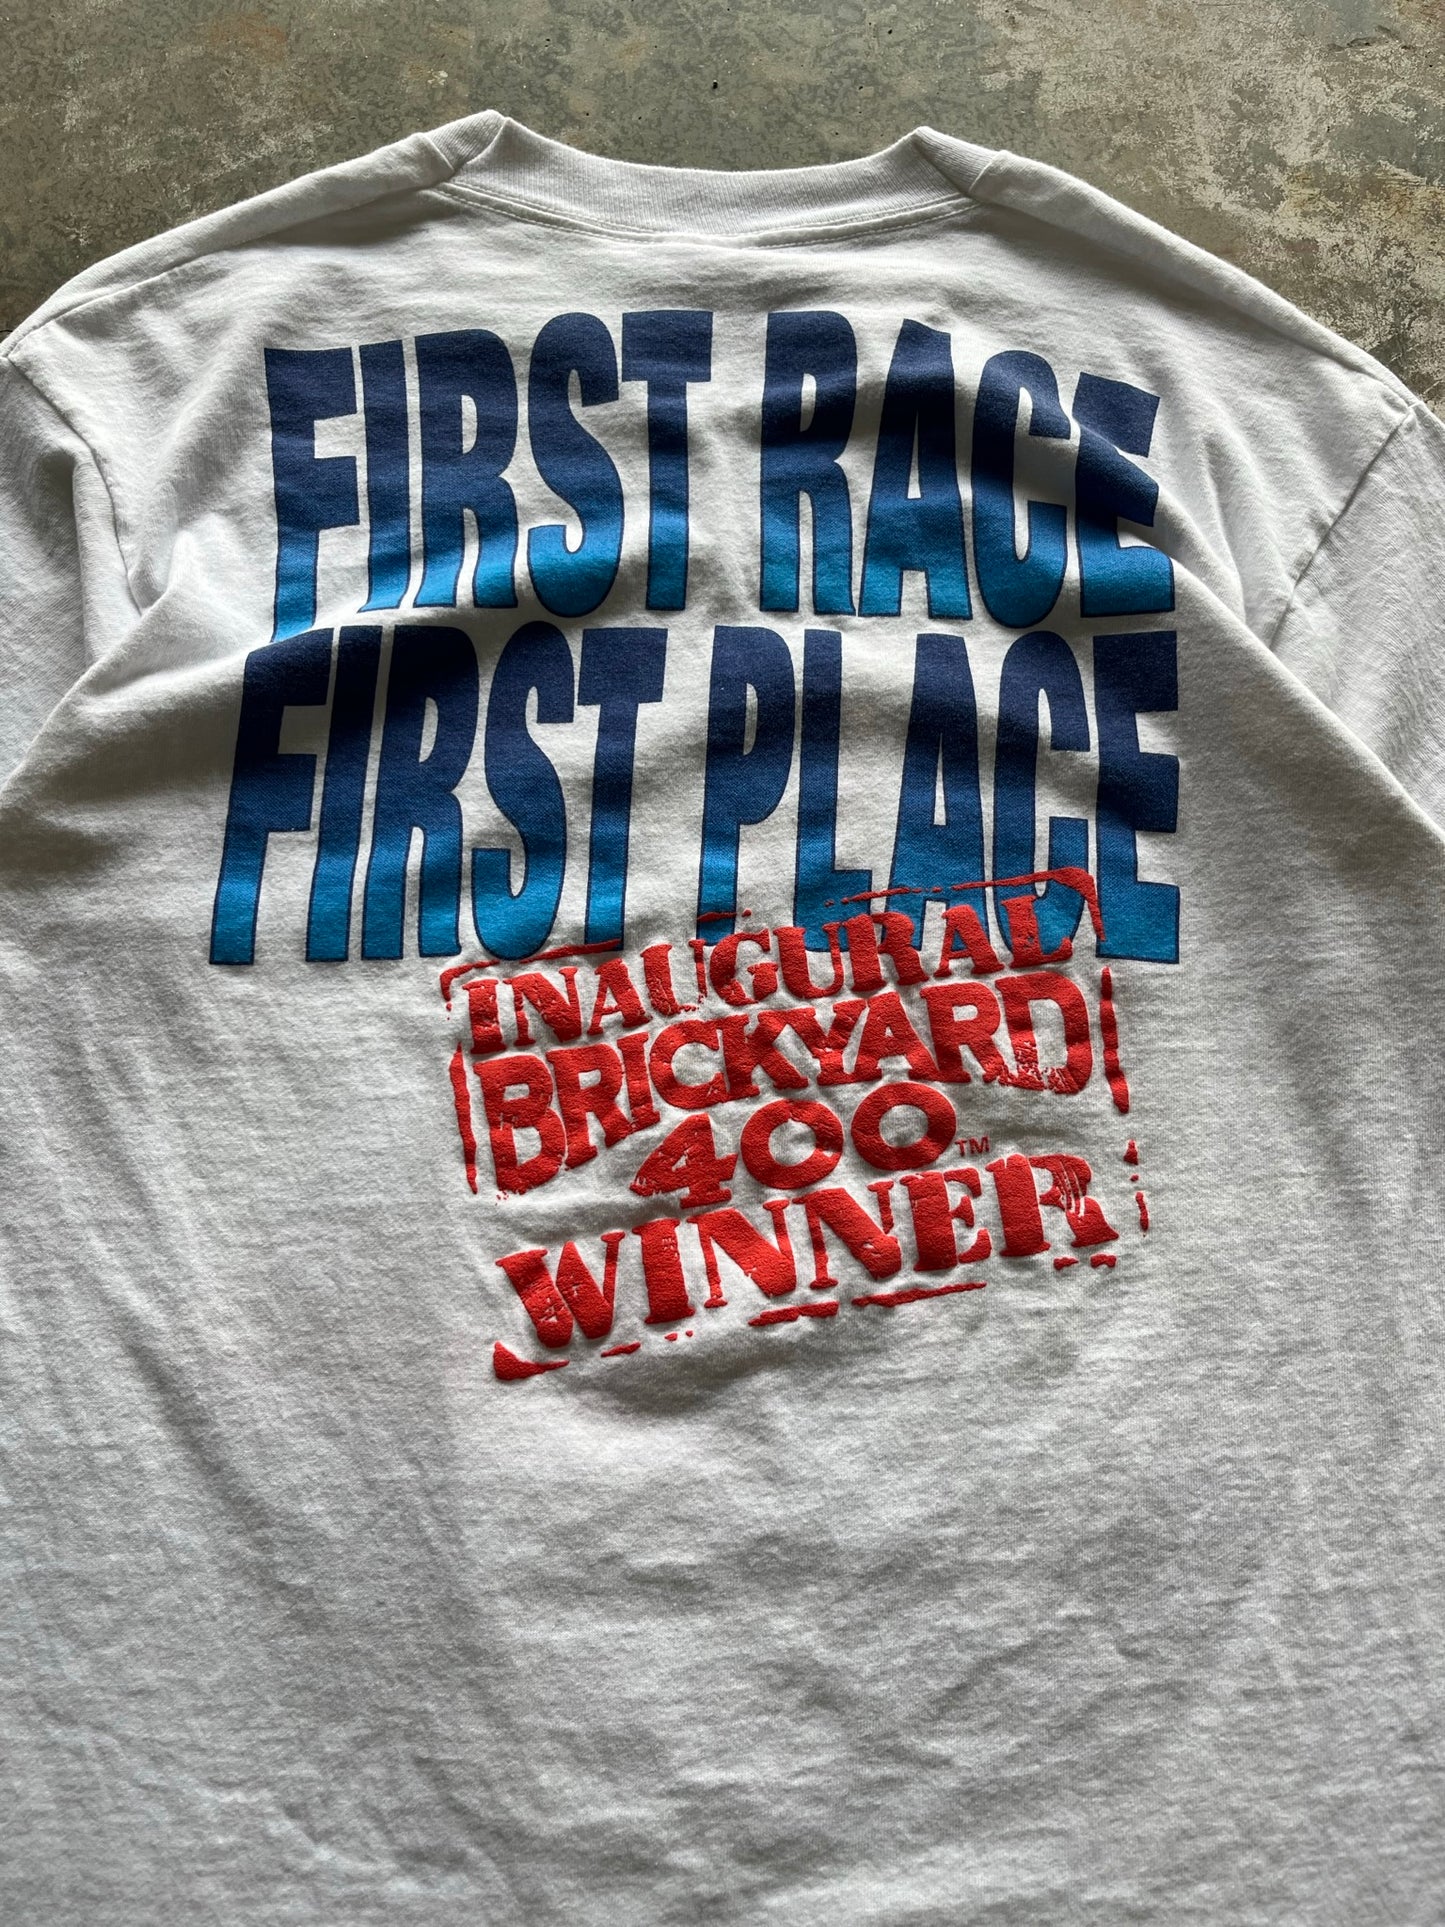 FIRST RACE
FIRST PLACE
INAUGURAL
BRICKYARD
400™
WINNER